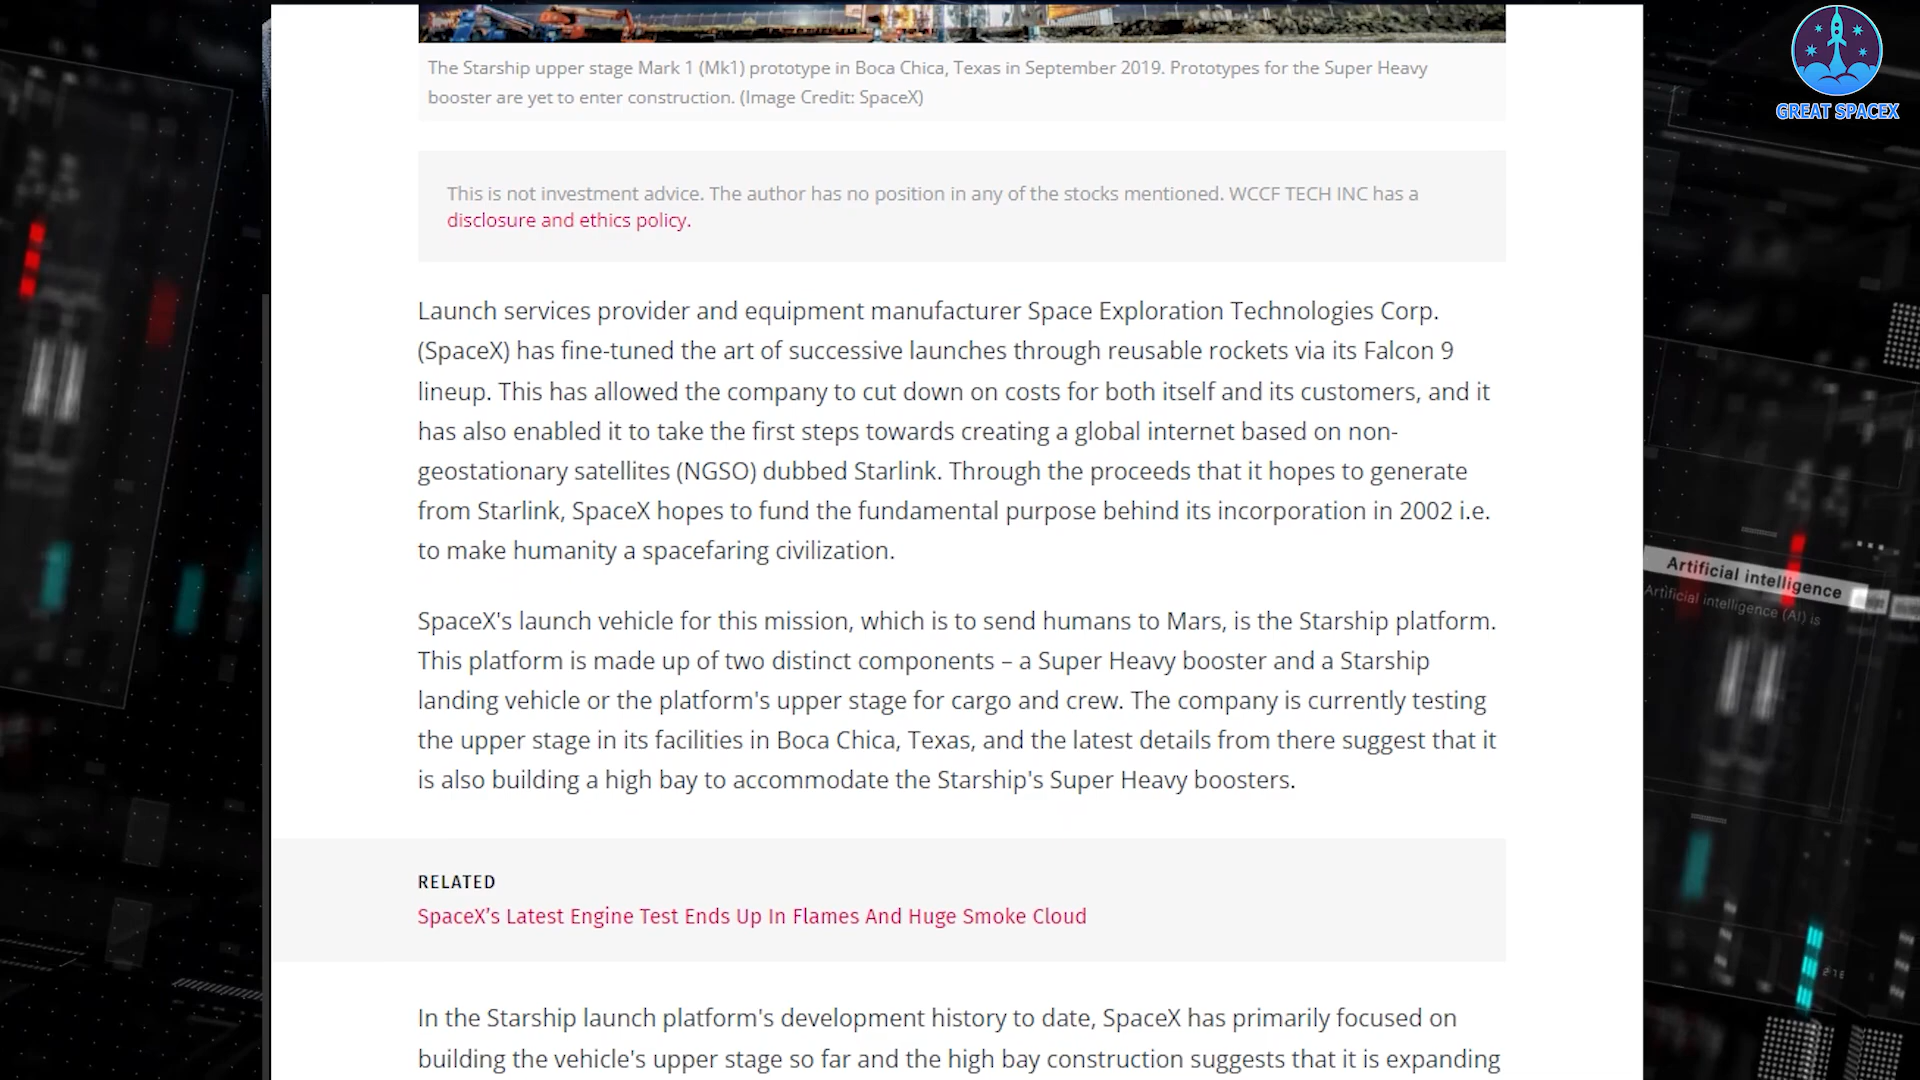 GREAT SPACEX
The Starship upper stage Mark 1 (Mk1) prototype in Boca Chica, Texas in September 2019. Prototypes for the Super Heavy
booster are yet to enter construction. (Image Credit: SpaceX)
This is not investment advice. The author has no position in any of the stocks mentioned. WCCF TECH INC has a
disclosure and ethics policy.
Launch services provider and equipment manufacturer Space Exploration Technologies Corp.
(SpaceX) has fine-tuned the art of successive launches through reusable rockets via its Falcon 9
lineup. This has allowed the company to cut down on costs for both itself and its customers, and it
has also enabled it to take the first steps towards creating a global internet based on non-
geostationary satellites (NGSO) dubbed Starlink. Through the proceeds that it hopes to generate
from Starlink, SpaceX hopes to fund the fundamental purpose behind its incorporation in 2002 i.e.
to make humanity a spacefaring civilization.
SpaceX's launch vehicle for this mission, which is to send humans to Mars, is the Starship platform.
This platform is made up of two distinct components – a Super Heavy booster and a Starship
landing vehicle or the platform's upper stage for cargo and crew. The company is currently testing
the upper stage in its facilities in Boca Chica, Texas, and the latest details from there suggest that it
is also building a high bay to accommodate the Starship's Super Heavy boosters.
RELATED
SpaceX's Latest Engine Test Ends Up In Flames And Huge Smoke Cloud
In the Starship launch platform's development history to date, SpaceX has primarily focused on
building the vehicle's upper stage so far and the high bay construction suggests that it is expanding
Artificial intelligence
Artificial intelligence (AI) is